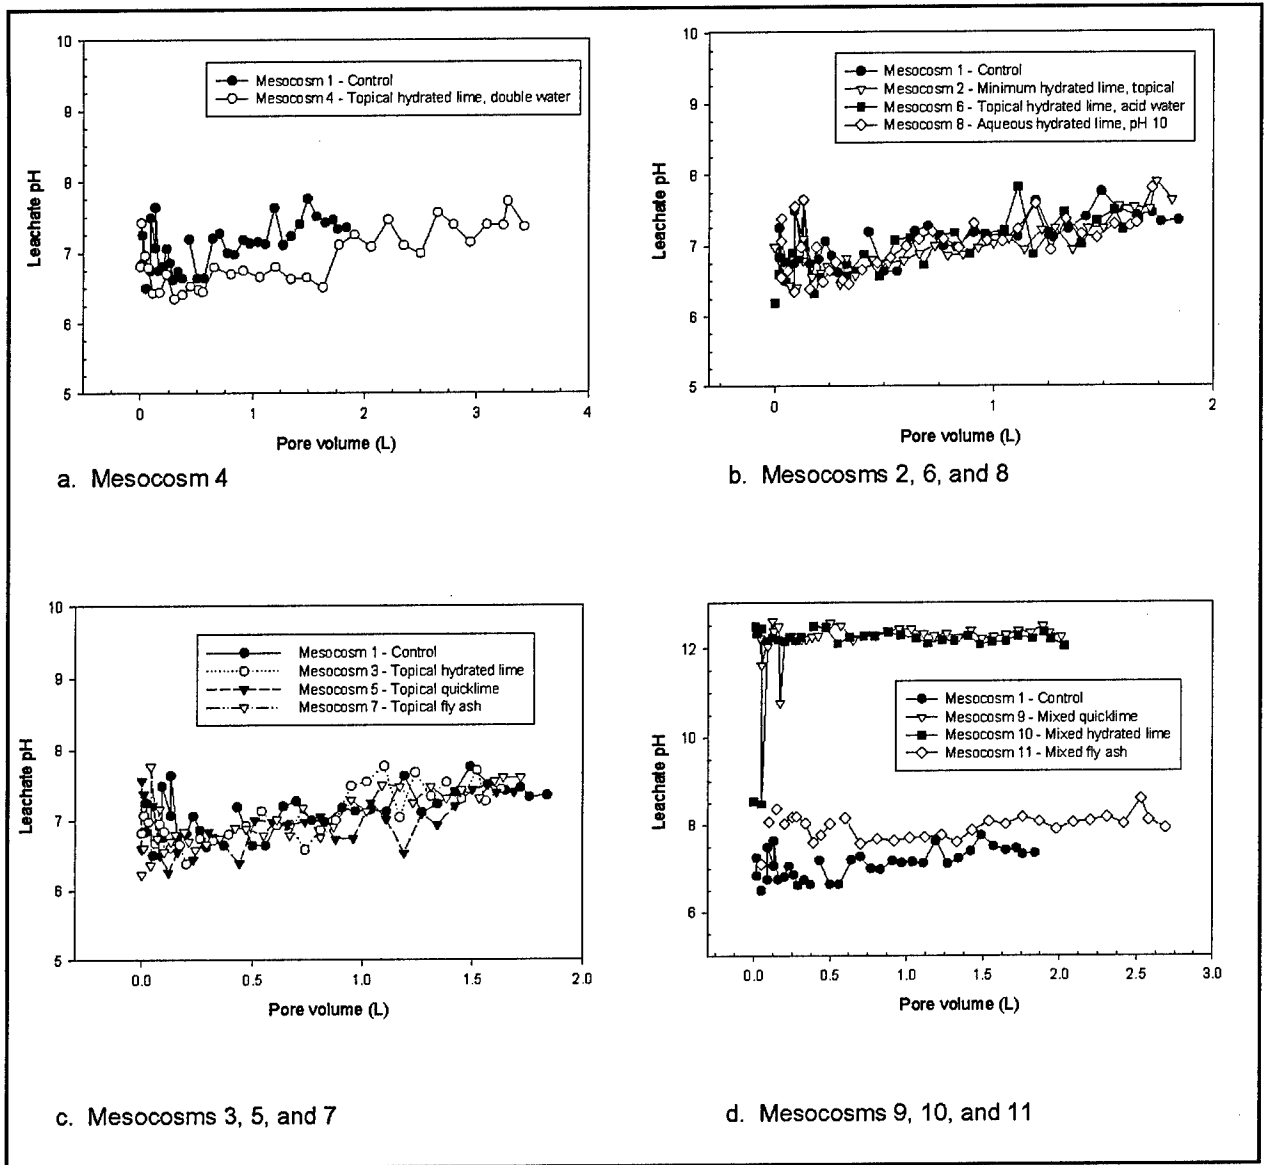 10
9
8
7
6
5
Leachate pH
Mesocosm 1 - Control
Mesocosm 4 - Topical hydrated lime, double water
0 1 2 3 4
Pore volume (L)
a. Mesocosm 4
10
9
8
7
6
5
Leachate pH
Mesocosm 1 - Control
Mesocosm 2 - Minimum hydrated lime, topical
Mesocosm 6 - Topical hydrated lime, acid water
Mesocosm 8 - Aqueous hydrated lime, pH 10
0 1 2
Pore volume (L)
b. Mesocosms 2, 6, and 8
10
9
8
7
6
5
Leachate pH
Mesocosm 1 - Control
Mesocosm 3 - Topical hydrated lime
Mesocosm 5 - Topical quicklime
Mesocosm 7 - Topical fly ash
0.0 0.5 1.0 1.5 2.0
Pore volume (L)
c. Mesocosms 3, 5, and 7
12
10
8
6
Leachate pH
Mesocosm 1 - Control
Mesocosm 9 - Mixed quicklime
Mesocosm 10 - Mixed hydrated lime
Mesocosm 11 - Mixed fly ash
0.0 0.5 1.0 1.5 2.0 2.5 3.0
Pore volume (L)
d. Mesocosms 9, 10, and 11